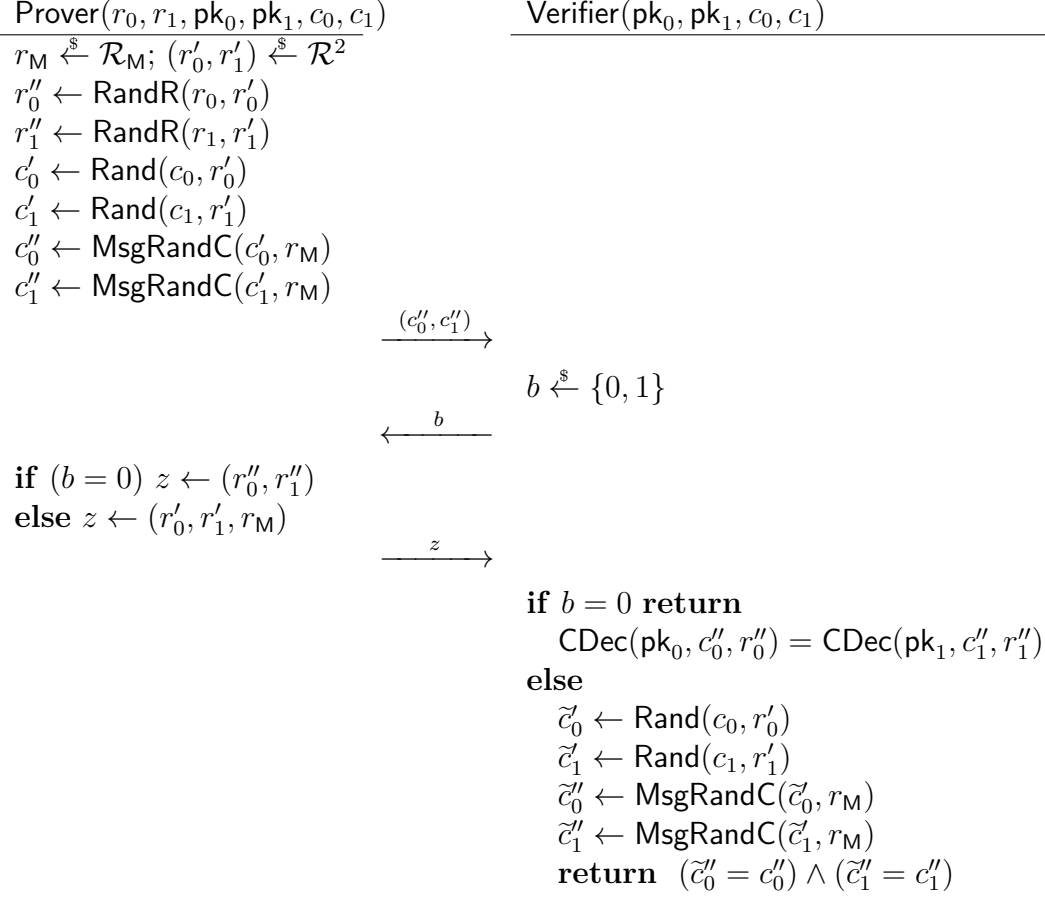 Prover(r₀, r₁, pk₀, pk₁, c₀, c₁)
Verifier(pk₀, pk₁, c₀, c₁)
r_M ←$ R_M; (r′₀, r′₁) ←$ R²
r″₀ ← RandR(r₀, r′₀)
r″₁ ← RandR(r₁, r′₁)
c′₀ ← Rand(c₀, r′₀)
c′₁ ← Rand(c₁, r′₁)
c″₀ ← MsgRandC(c′₀, r_M)
c″₁ ← MsgRandC(c′₁, r_M)
(c″₀, c″₁)
b ←$ {0, 1}
b
if (b = 0) z ← (r″₀, r″₁)
else z ← (r′₀, r′₁, r_M)
z
if b = 0 return
CDec(pk₀, c″₀, r″₀) = CDec(pk₁, c″₁, r″₁)
else
c̃′₀ ← Rand(c₀, r′₀)
c̃′₁ ← Rand(c₁, r′₁)
c̃″₀ ← MsgRandC(c̃′₀, r_M)
c̃″₁ ← MsgRandC(c̃′₁, r_M)
return (c̃″₀ = c″₀) ∧ (c̃″₁ = c″₁)